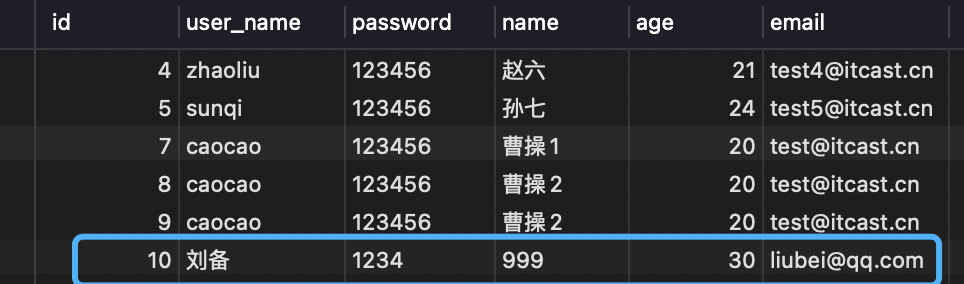 id user_name password name age email
4 zhaoliu 123456 赵六 21 test4@itcast.cn
5 sunqi 123456 孙七 24 test5@itcast.cn
7 caocao 123456 曹操1 20 test@itcast.cn
8 caocao 123456 曹操2 20 test@itcast.cn
9 caocao 123456 曹操2 20 test@itcast.cn
10 刘备 1234 999 30 liubei@qq.com